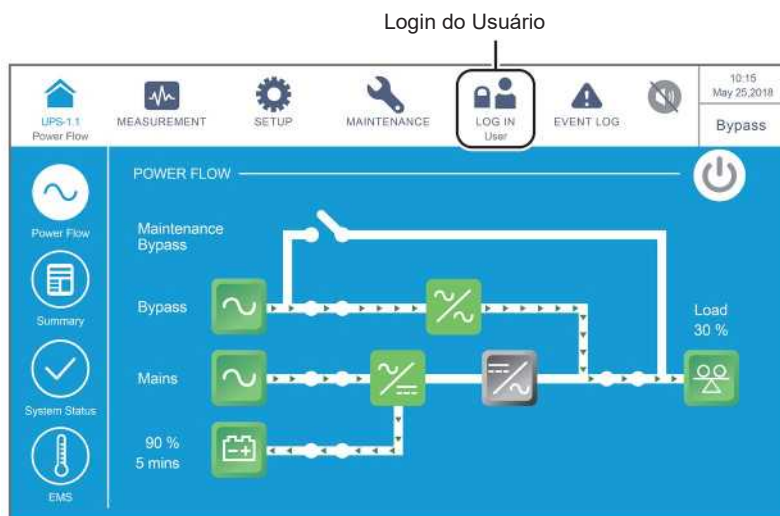 Login do Usuário
10:15
May 25,2018
UPS-1.1
Power Flow
MEASUREMENT
SETUP
MAINTENANCE
LOG IN
User
EVENT LOG
Bypass
POWER FLOW
Power Flow
Maintenance
Bypass
Summary
Bypass
Load
30 %
Mains
System Status
90 %
5 mins
EMS